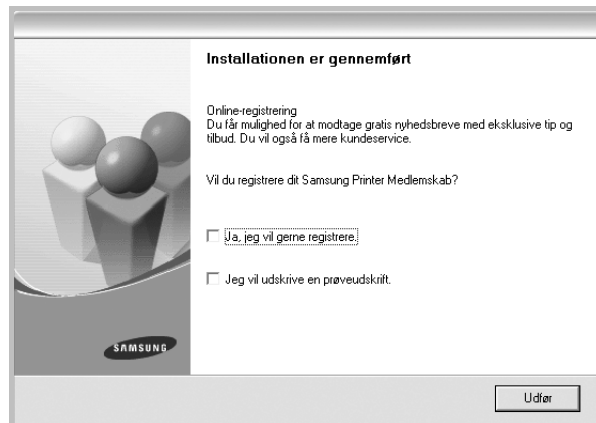 Installationen er gennemført
Online-registrering
Du får mulighed for at modtage gratis nyhedsbreve med eksklusive tip og
tilbud. Du vil også få mere kundeservice.
Vil du registrere dit Samsung Printer Medlemskab?
Ja, jeg vil gerne registrere.
Jeg vil udskrive en prøveudskrift.
SAMSUNG
Udfør